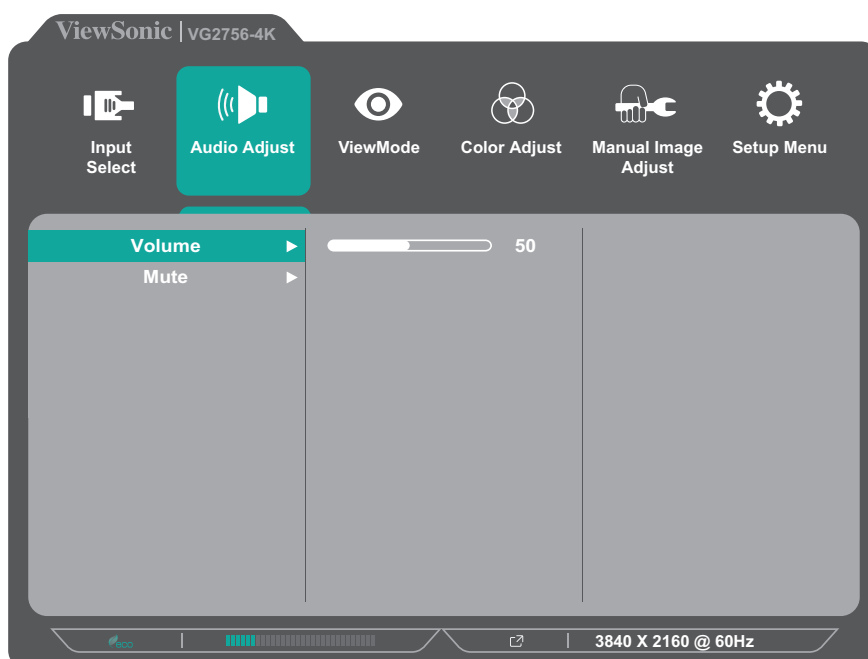 ViewSonic | VG2756-4K
Input
Select
Audio Adjust
ViewMode
Color Adjust
Manual Image
Adjust
Setup Menu
Volume
50
Mute
eco
3840 X 2160 @ 60Hz